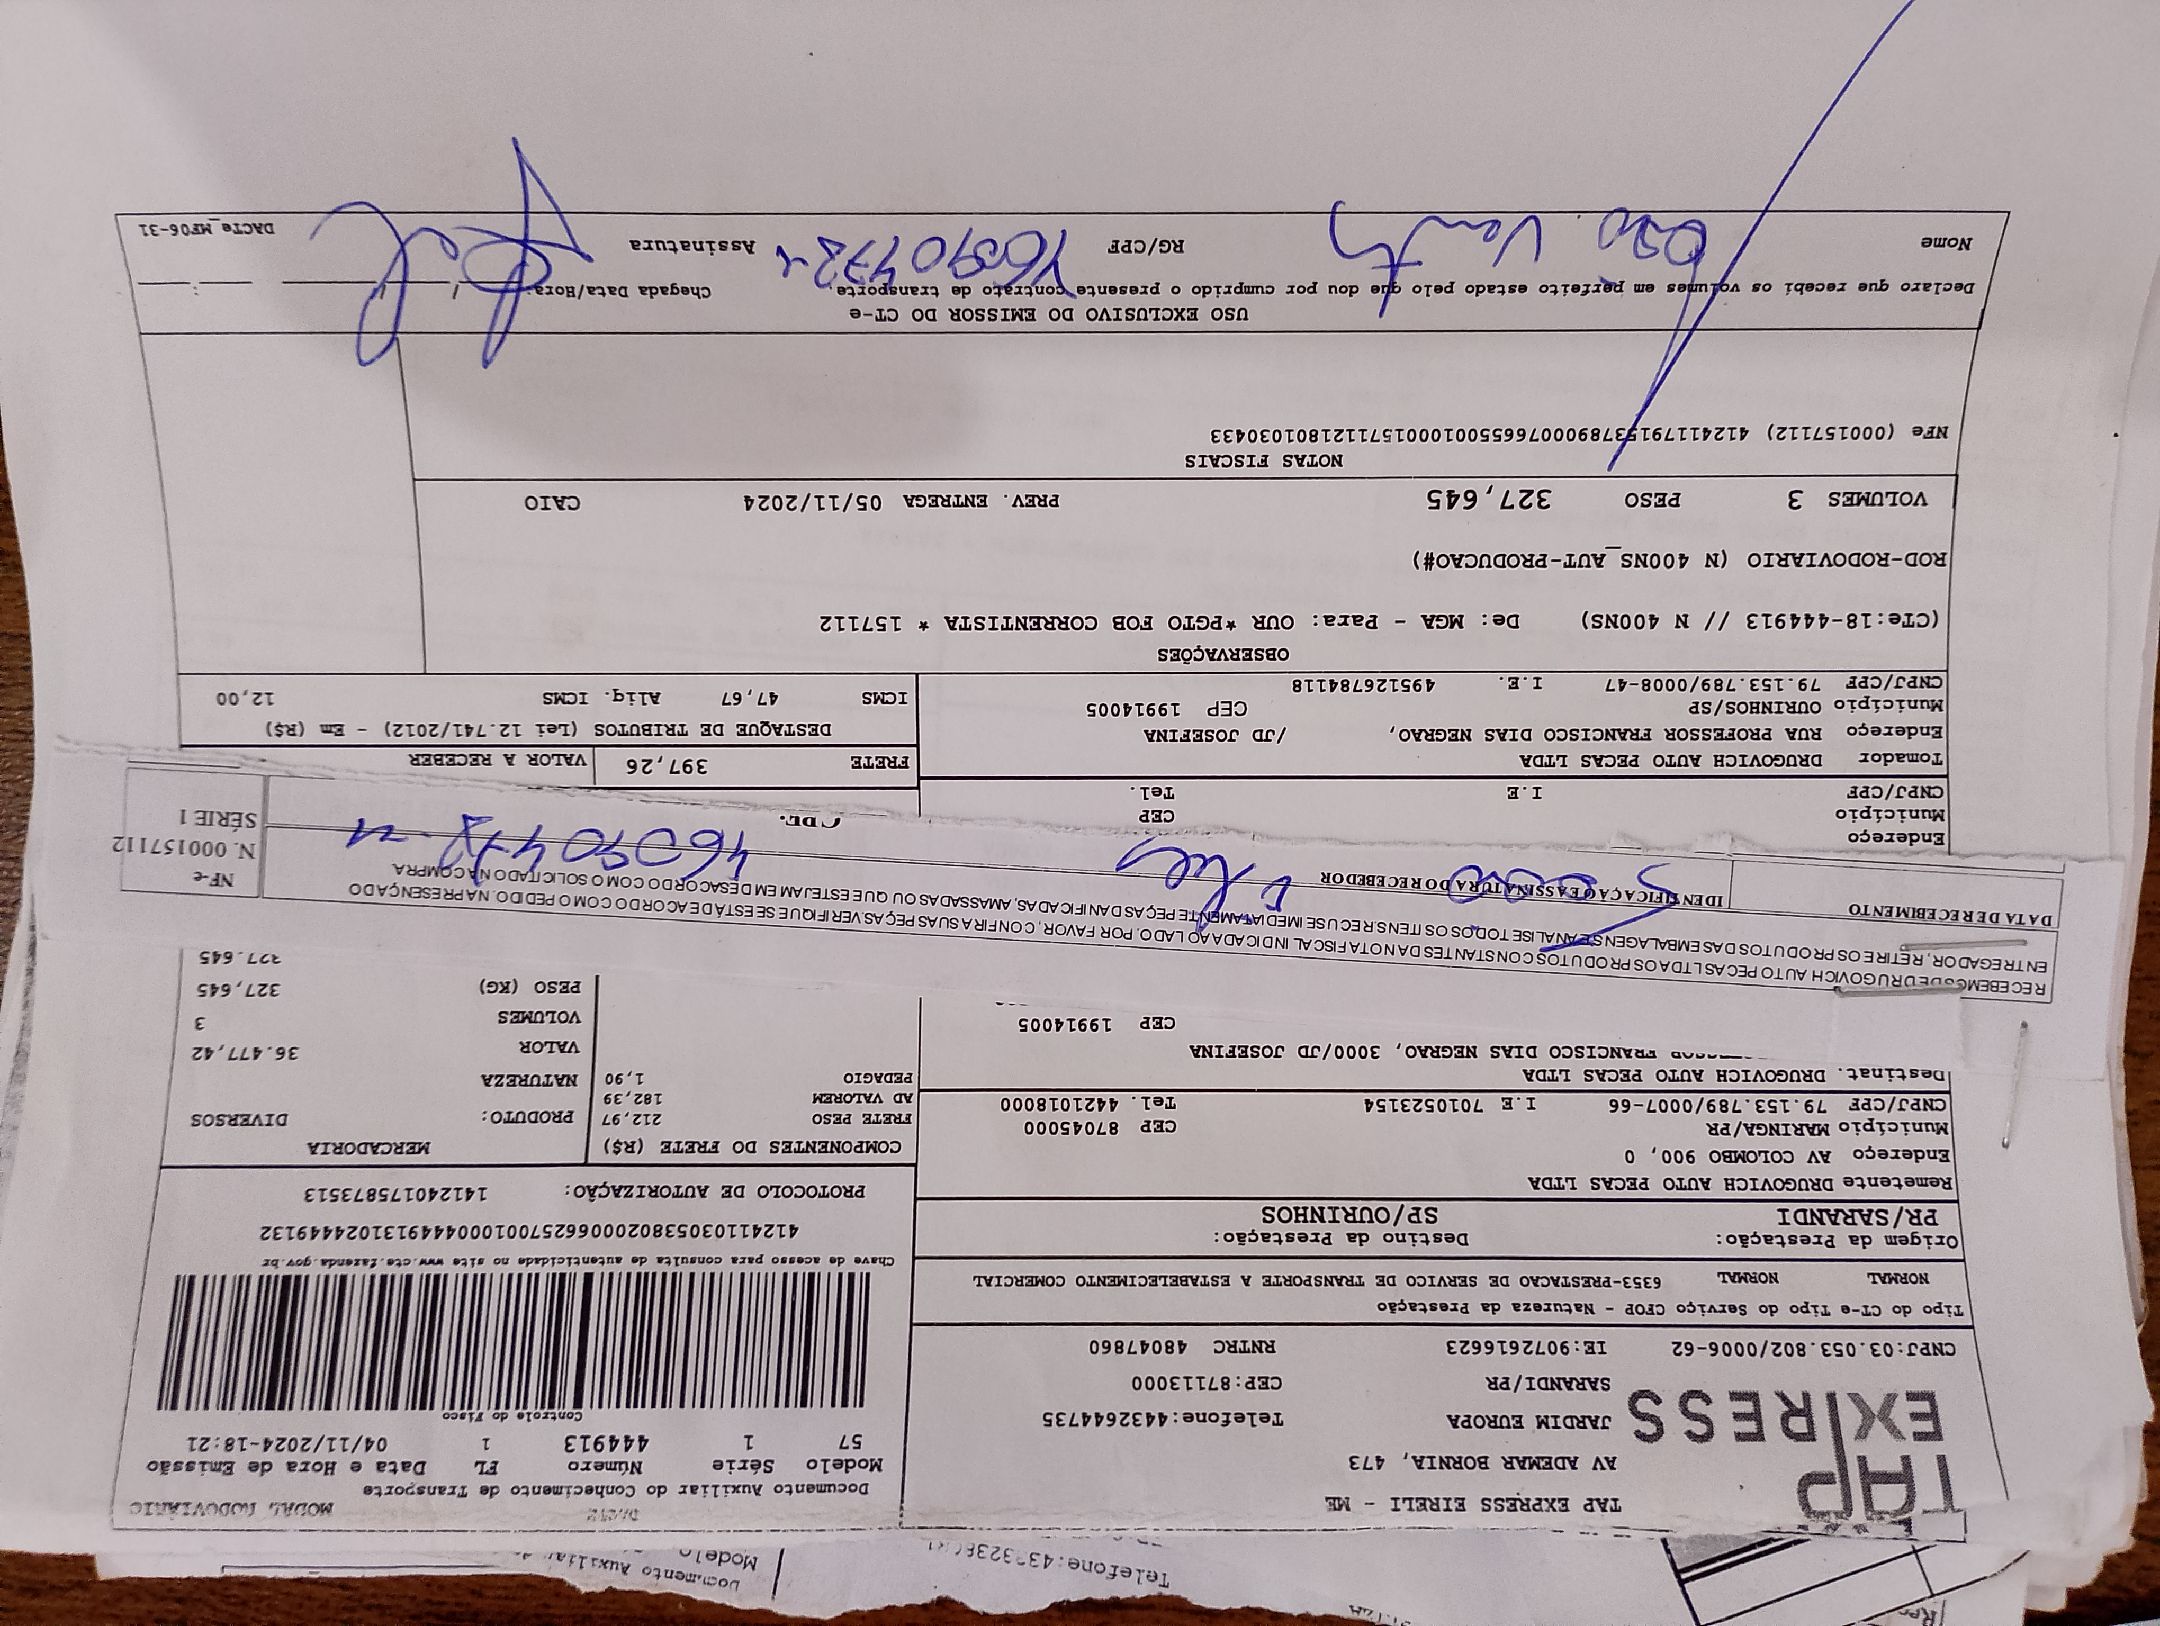 TAP EXPRESS
TAP EXPRESS EIRELI - ME
AV ADEMAR BORNIA, 473
JARDIM EUROPA Telefone:4432644735
SARANDI/PR CEP:87113000
CNPJ:03.053.802/0006-62 IE:9072616623 RNTRC 48047860
DACTE MODAL RODOVIÁRIO
Documento Auxiliar do Conhecimento de Transporte
Modelo Série Número FL Data e Hora de Emissão
57 1 444913 1 04/11/2024-18:21
Controle do Fisco
Chave de acesso para consulta de autenticidade no site www.cte.fazenda.gov.br
41241103053802000662570010004449131024449132
PROTOCOLO DE AUTORIZAÇÃO: 141240175873513
Tipo do CT-e Tipo do Serviço CFOP - Natureza da Prestação
NORMAL NORMAL 6353-PRESTACAO DE SERVICO DE TRANSPORTE A ESTABELECIMENTO COMERCIAL
Origem da Prestação: Destino da Prestação:
PR/SARANDI SP/OURINHOS
Remetente DRUGOVICH AUTO PECAS LTDA
Endereço AV COLOMBO 900, 0
Município MARINGA/PR CEP 87045000
CNPJ/CPF 79.153.789/0007-66 I.E 7010523154 Tel. 4421018000
Destinat. DRUGOVICH AUTO PECAS LTDA
FRANCISCO DIAS NEGRAO, 3000/JD JOSEFINA
CEP 19914005
COMPONENTES DO FRETE (R$)
FRETE PESO 212,97
AD VALOREM 182,39
PEDAGIO 1,90
MERCADORIA
PRODUTO: DIVERSOS
NATUREZA
VALOR 36.477,42
VOLUMES 3
PESO (KG) 327,645
327.645
RECEBEMOS DE DRUGOVICH AUTO PECAS LTDA OS PRODUTOS CONSTANTES DA NOTA FISCAL INDICADA AO LADO. POR FAVOR, CONFIRA SUAS PEÇAS VERIFIQUE SE ESTÁ DE ACORDO COM O PEDIDO. NA PRESENÇA DO
ENTREGADOR, RETIRE OS PRODUTOS DAS EMBALAGENS E ANALISE TODOS OS ITENS. RECUSE IMEDIATAMENTE PEÇAS DANIFICADAS, AMASSADAS OU QUE ESTEJAM EM DESACORDO COM O SOLICITADO NA COMPRA
DATA DE RECEBIMENTO IDENTIFICAÇÃO E ASSINATURA DO RECEBEDOR
NF-e
N. 000157112
SÉRIE 1
Endereço
Município CEP
CNPJ/CPF I.E Tel.
Tomador DRUGOVICH AUTO PECAS LTDA
Endereço RUA PROFESSOR FRANCISCO DIAS NEGRAO, /JD JOSEFINA
Município OURINHOS/SP CEP 19914005
CNPJ/CPF 79.153.789/0008-47 I.E. 495126784118
FRETE 397,26 VALOR A RECEBER
DESTAQUE DE TRIBUTOS (Lei 12.741/2012) - Em (R$)
ICMS 47,67 Aliq. ICMS 12,00
OBSERVAÇÕES
(CTe:18-444913 // N 400NS) De: MGA - Para: OUR *PGTO FOB CORRENTISTA * 157112
ROD-RODOVIARIO (N 400NS_AUT-PRODUCAO#)
VOLUMES 3 PESO 327,645 PREV. ENTREGA 05/11/2024 CAIO
NOTAS FISCAIS
NFe (000157112) 41241179153789000766550010001571121801030433
USO EXCLUSIVO DO EMISSOR DO CT-e
Declaro que recebi os volumes em perfeito estado pelo que dou por cumprido o presente contrato de transporte. Chegada Data/Hora:
Nome RG/CPF Assinatura
DACTe_MF06-31